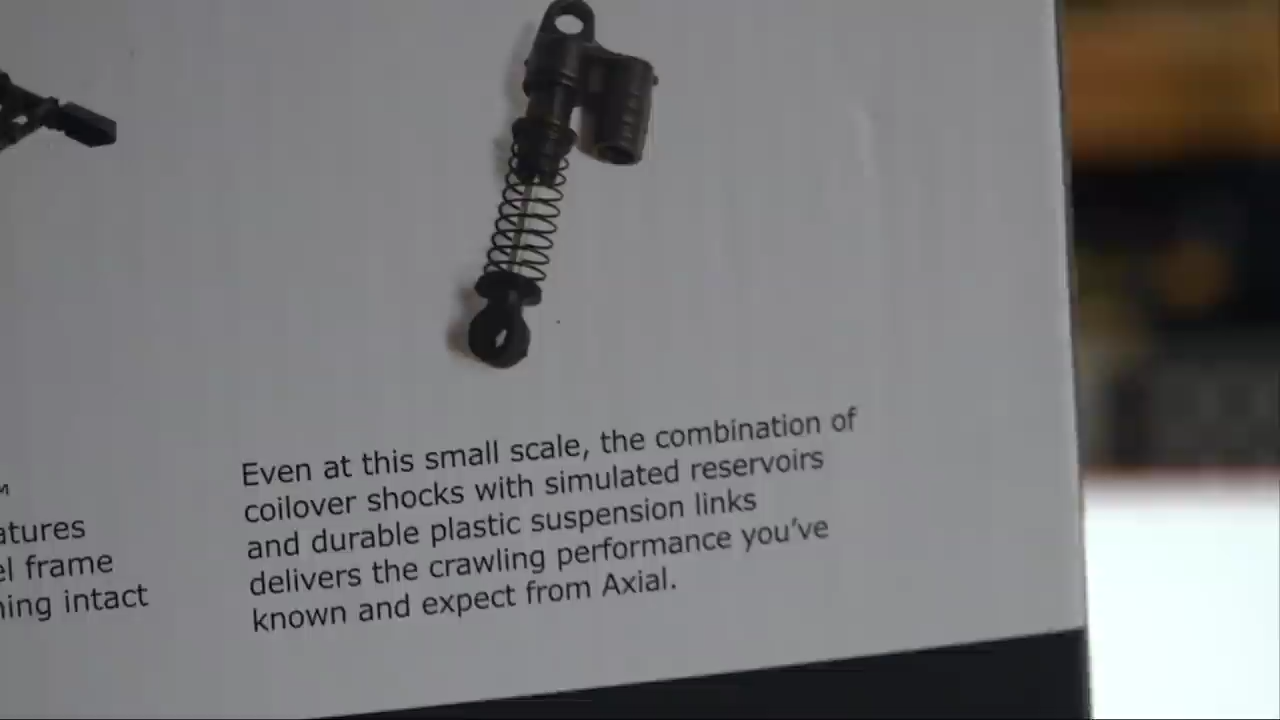 ™
atures
el frame
ning intact
Even at this small scale, the combination of
coilover shocks with simulated reservoirs
and durable plastic suspension links
delivers the crawling performance you've
known and expect from Axial.